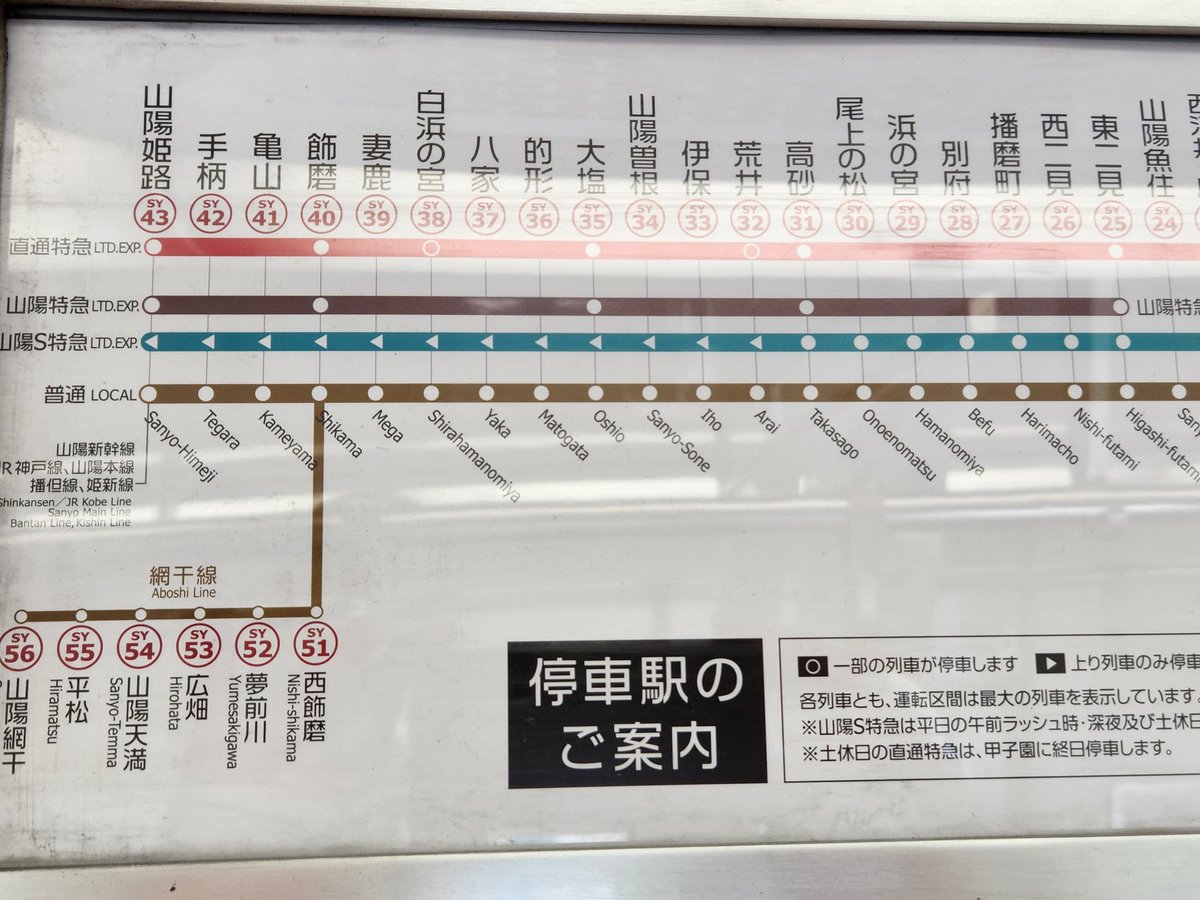 山陽姫路
手柄
亀山
飾磨
妻鹿
白浜の宮
八家
的形
大塩
山陽曽根
伊保
荒井
高砂
尾上の松
浜の宮
別府
播磨町
西二見
東二見
山陽魚住
SY 43
SY 42
SY 41
SY 40
SY 39
SY 38
SY 37
SY 36
SY 35
SY 34
SY 33
SY 32
SY 31
SY 30
SY 29
SY 28
SY 27
SY 26
SY 25
SY 24
直通特急 LTD.EXP.
山陽特急 LTD.EXP.
山陽特急
山陽S特急 LTD.EXP.
普通 LOCAL
Sanyo-Himeji
Tegara
Kameyama
Shikama
Mega
Shirahamanomiya
Yaka
Matogata
Oshio
Sanyo-Sone
Iho
Arai
Takasago
Onoenomatsu
Hamanomiya
Befu
Harimacho
Nishi-futami
Higashi-futami
山陽新幹線
JR神戸線、山陽本線
播但線、姫新線
Shinkansen/JR Kobe Line
Sanyo Main Line
Bantan Line, Kishin Line
網干線
Aboshi Line
SY 56
SY 55
SY 54
SY 53
SY 52
SY 51
山陽網干
平松
Hiramatsu
山陽天満
Sanyo-Temma
広畑
Hirohata
夢前川
Yumesakigawa
西飾磨
Nishi-shikama
停車駅の
ご案内
一部の列車が停車します
上り列車のみ停車
各列車とも、運転区間は最大の列車を表示しています。
※山陽S特急は平日の午前ラッシュ時・深夜及び土休日
※土休日の直通特急は、甲子園に終日停車します。